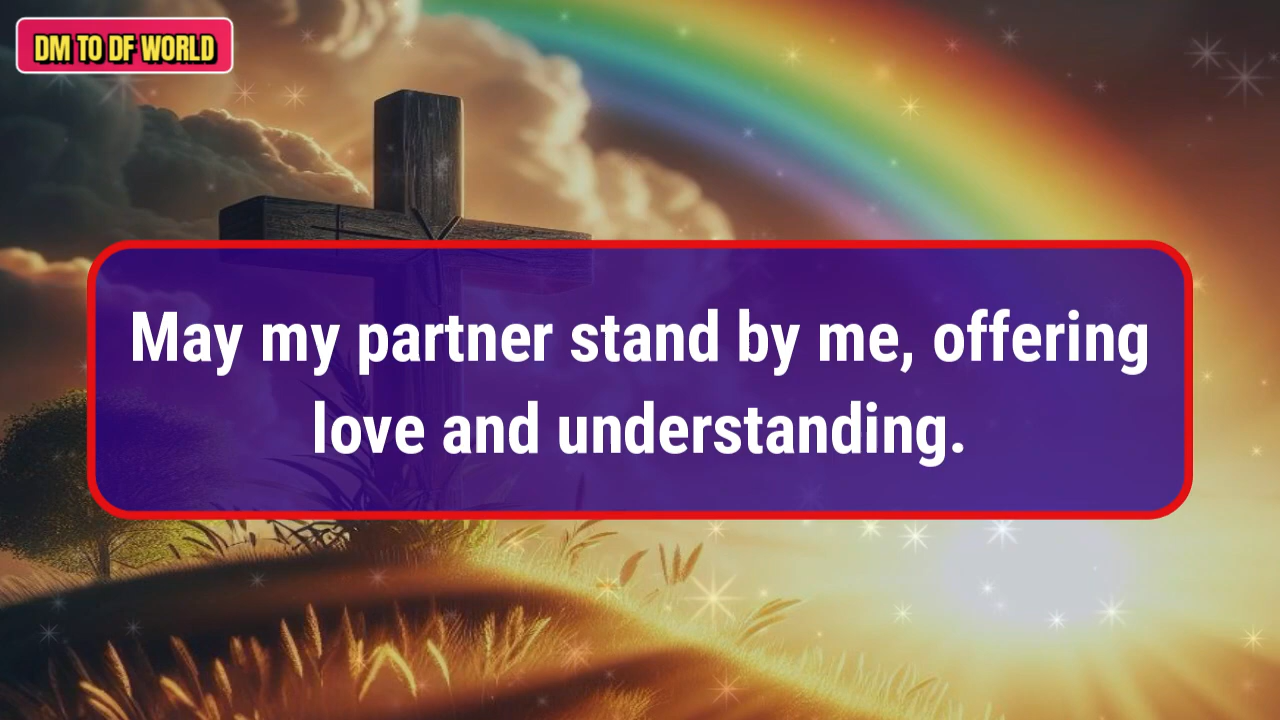 DM TO DF WORLD
May my partner stand by me, offering
love and understanding.